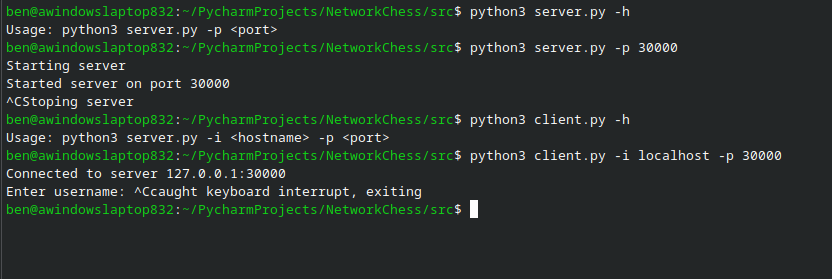 ben@awindowslaptop832:~/PycharmProjects/NetworkChess/src$ python3 server.py -h
Usage: python3 server.py -p <port>
ben@awindowslaptop832:~/PycharmProjects/NetworkChess/src$ python3 server.py -p 30000
Starting server
Started server on port 30000
^CStoping server
ben@awindowslaptop832:~/PycharmProjects/NetworkChess/src$ python3 client.py -h
Usage: python3 server.py -i <hostname> -p <port>
ben@awindowslaptop832:~/PycharmProjects/NetworkChess/src$ python3 client.py -i localhost -p 30000
Connected to server 127.0.0.1:30000
Enter username: ^Ccaught keyboard interrupt, exiting
ben@awindowslaptop832:~/PycharmProjects/NetworkChess/src$